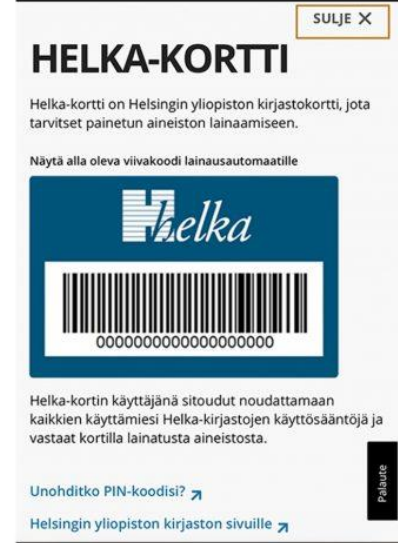 SULJE X
HELKA-KORTTI
Helka-kortti on Helsingin yliopiston kirjastokortti, jota
tarvitset painetun aineiston lainaamiseen.
Näytä alla oleva viivakoodi lainausautomaatille
Helka
00000000000000000000
Helka-kortin käyttäjänä sitoudut noudattamaan
kaikkien käyttämiesi Helka-kirjastojen käyttösääntöjä ja
vastaat kortilla lainatusta aineistosta.
Palaute
Unohditko PIN-koodisi?
Helsingin yliopiston kirjaston sivuille